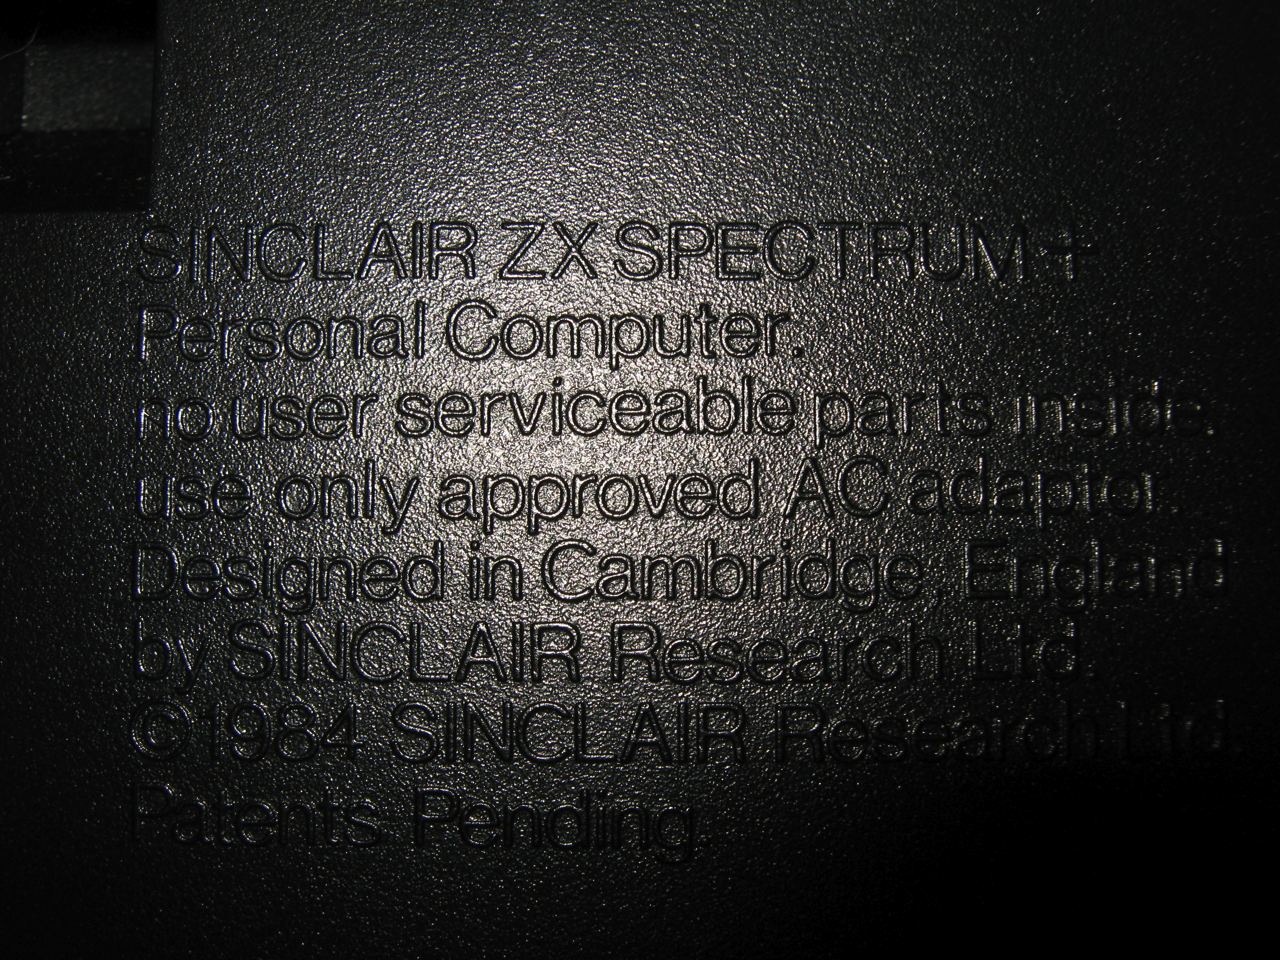 SINCLAIR ZX SPECTRUM +
Personal Computer.
no user serviceable parts inside.
use only approved AC adaptor.
Designed in Cambridge, England
by SINCLAIR Research Ltd.
©1984 SINCLAIR Research Ltd.
Patents Pending.